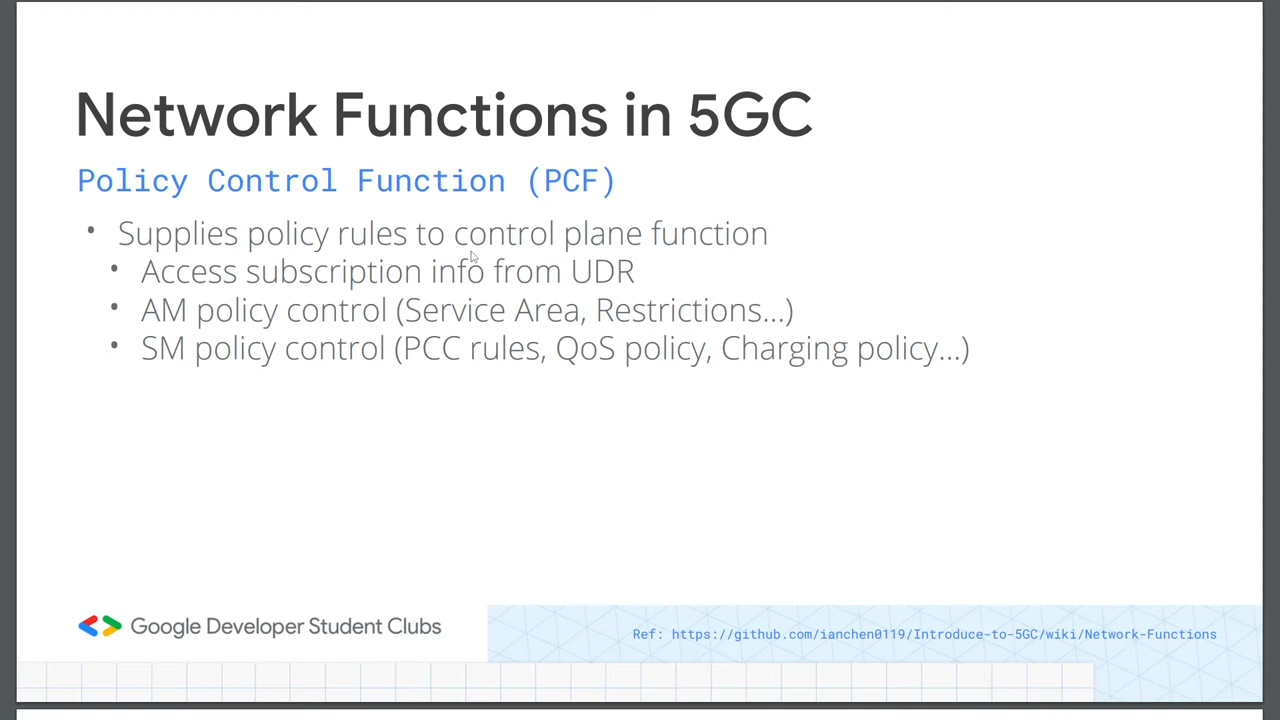 Network Functions in 5GC
Policy Control Function (PCF)
• Supplies policy rules to control plane function
• Access subscription info from UDR
• AM policy control (Service Area, Restrictions...)
• SM policy control (PCC rules, QoS policy, Charging policy...)
Google Developer Student Clubs
Ref: https://github.com/ianchen0119/Introduce-to-5GC/wiki/Network-Functions